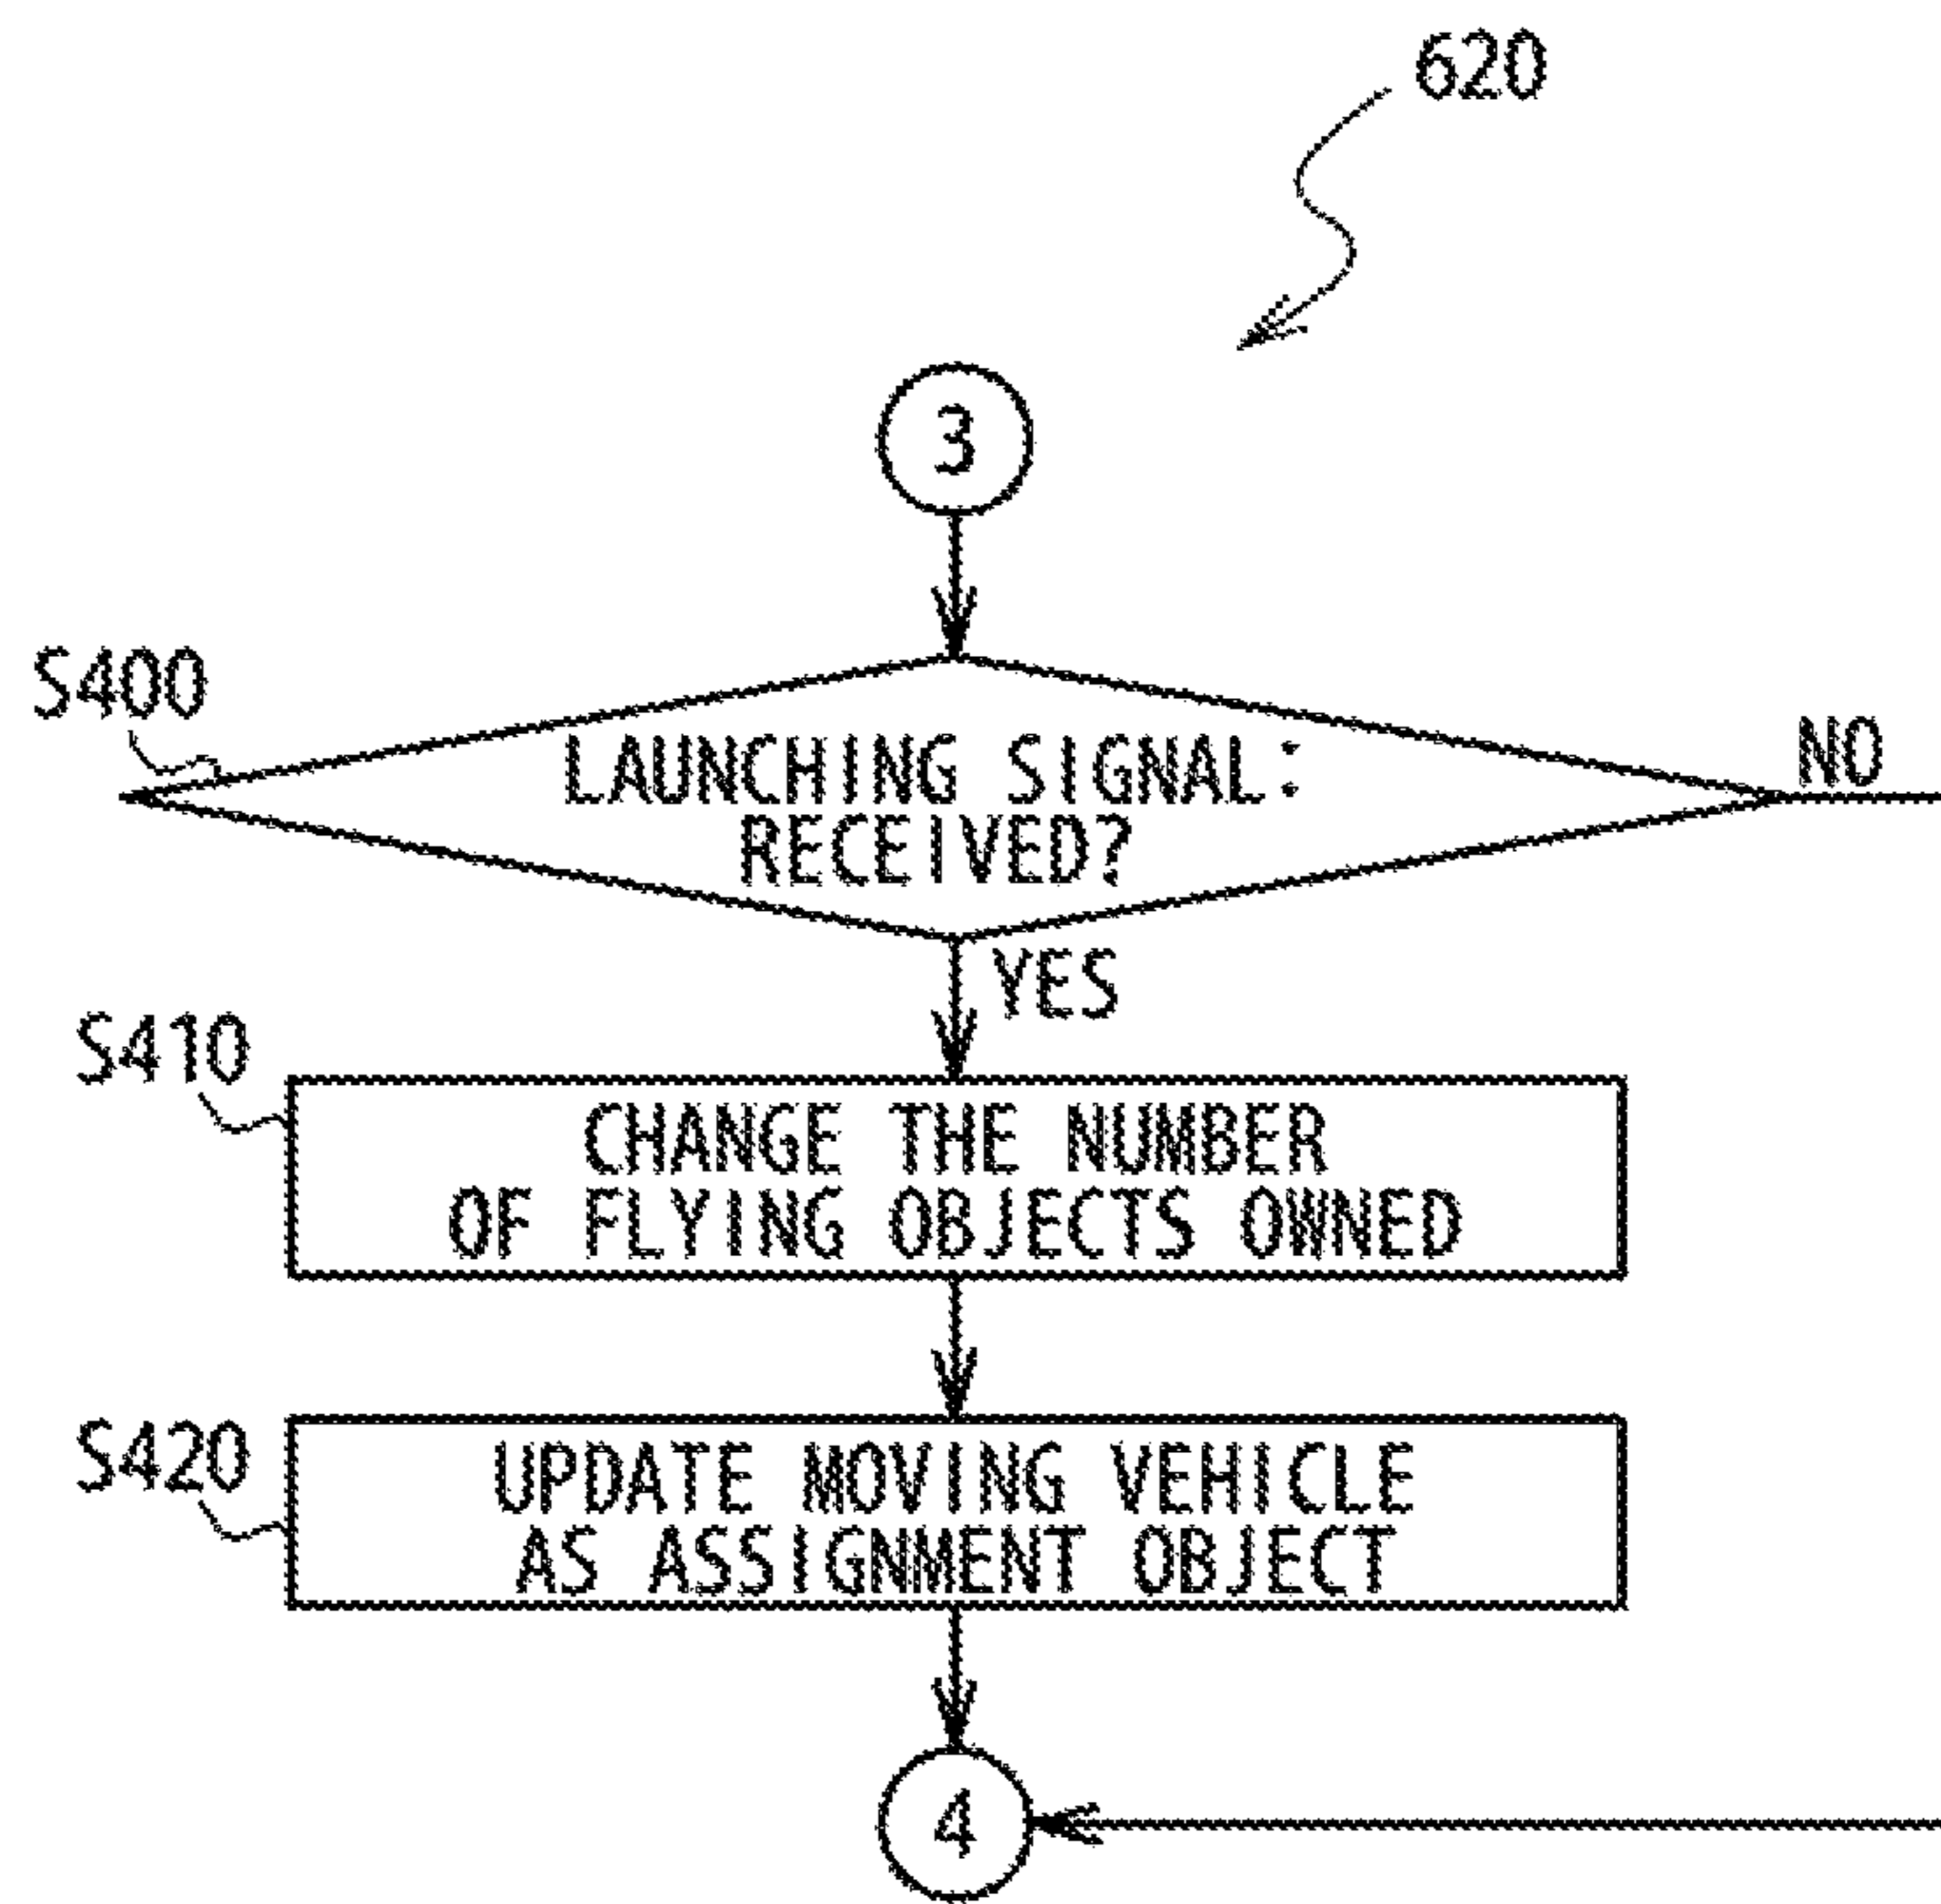 620
3
S400
LAUNCHING SIGNAL:
RECEIVED?
NO
YES
S410
CHANGE THE NUMBER
OF FLYING OBJECTS OWNED
S420
UPDATE MOVING VEHICLE
AS ASSIGNMENT OBJECT
4